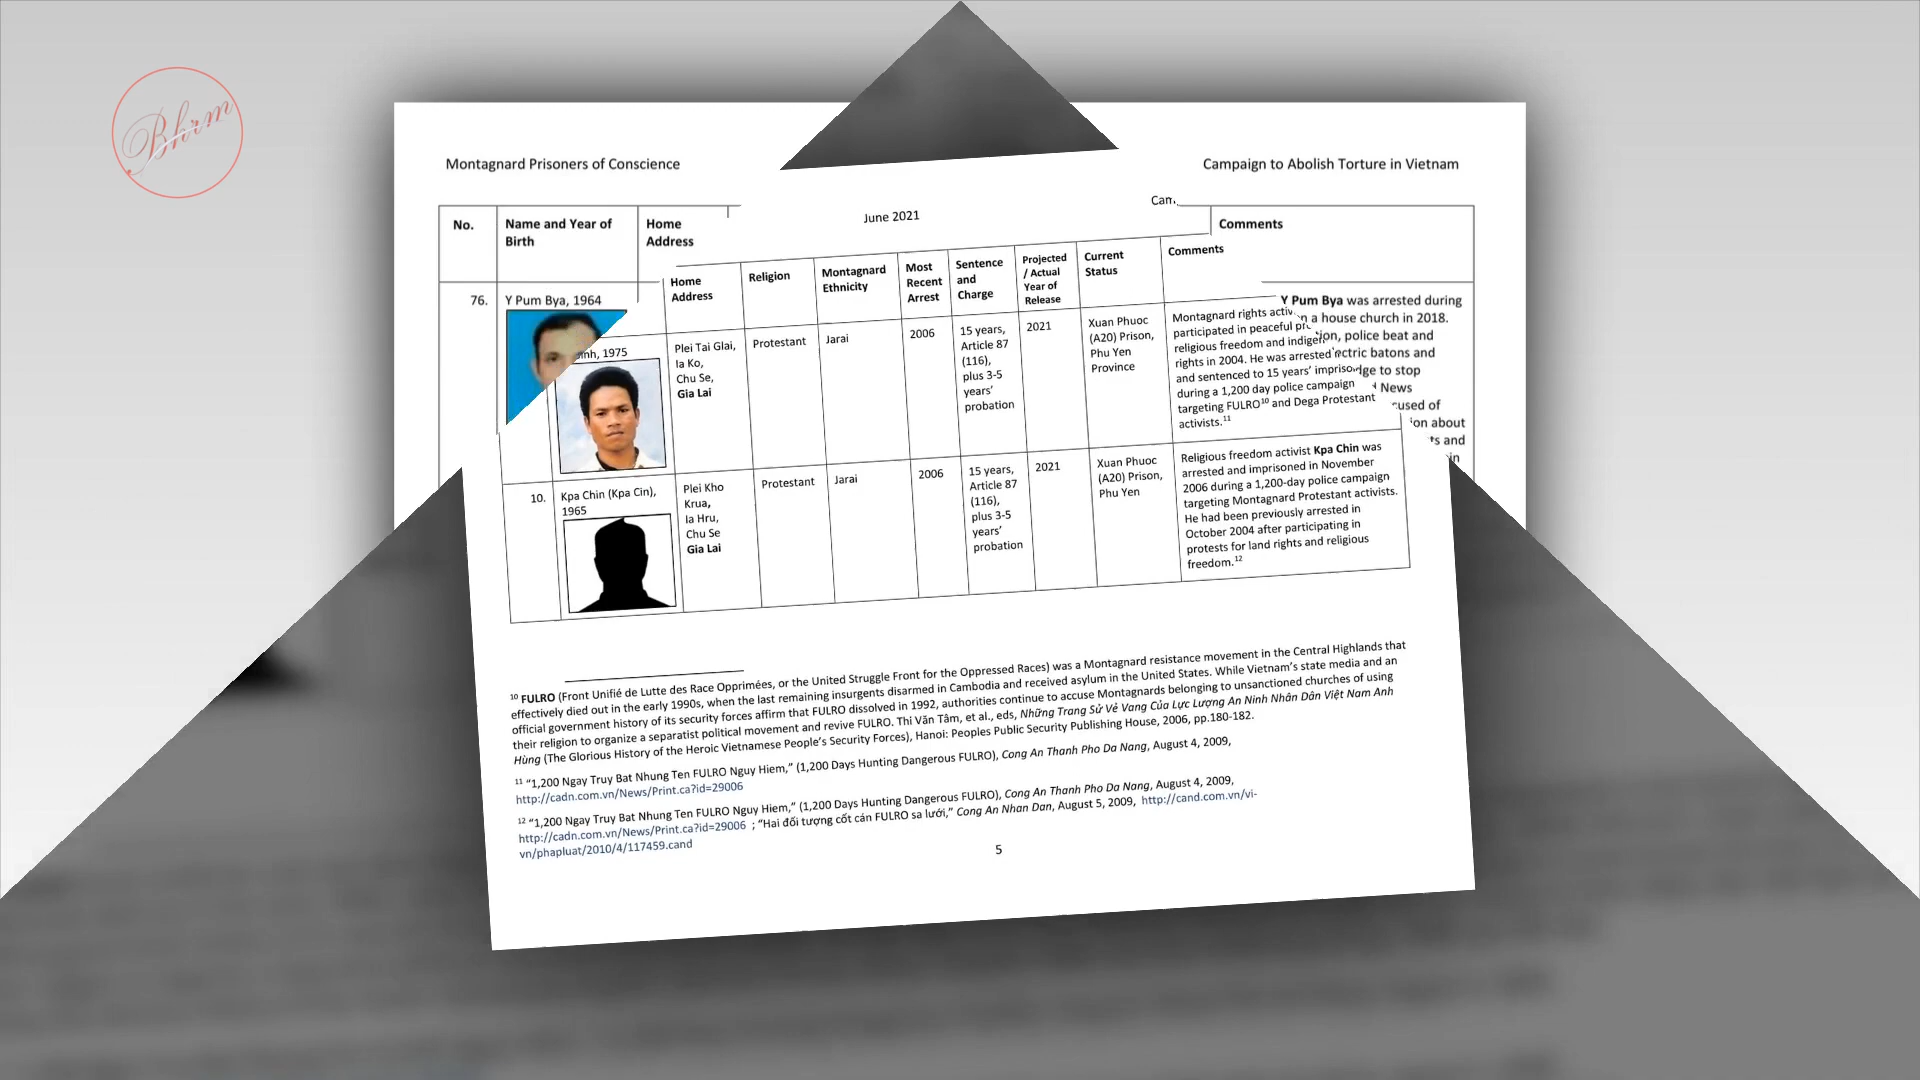 Bhrm
Montagnard Prisoners of Conscience
Campaign to Abolish Torture in Vietnam
June 2021
No.
Name and Year of
Birth
Home
Address
Comments
76.
Y Pum Bya, 1964
Y Pum Bya was arrested during
a house church in 2018.
police beat and
batons and
to stop
News
about
and
Home
Address
Religion
Montagnard
Ethnicity
Most
Recent
Arrest
Sentence
and
Charge
Projected
/ Actual
Year of
Release
Current
Status
Comments
1975
Plei Tai Glai,
Ia Ko,
Chu Se,
Gia Lai
Protestant
Jarai
2006
15 years,
Article 87
(116),
plus 3-5
years’
probation
2021
Xuan Phuoc
(A20) Prison,
Phu Yen
Province
Montagnard rights
participated in peaceful
religious freedom and
rights in 2004. He was arrested
and sentenced to 15 years’
during a 1,200 day police campaign
targeting FULRO10 and Dega Protestant
activists.11
10.
Kpa Chin (Kpa Cin),
1965
Plei Kho
Krua,
Ia Hru,
Chu Se
Gia Lai
Protestant
Jarai
2006
15 years,
Article 87
(116),
plus 3-5
years’
probation
2021
Xuan Phuoc
(A20) Prison,
Phu Yen
Religious freedom activist Kpa Chin was
arrested and imprisoned in November
2006 during a 1,200-day police campaign
targeting Montagnard Protestant activists.
He had been previously arrested in
October 2004 after participating in
protests for land rights and religious
freedom.12
10 FULRO (Front Unifié de Lutte des Race Opprimées, or the United Struggle Front for the Oppressed Races) was a Montagnard resistance movement in the Central Highlands that
effectively died out in the early 1990s, when the last remaining insurgents disarmed in Cambodia and received asylum in the United States. While Vietnam’s state media and an
official government history of its security forces affirm that FULRO dissolved in 1992, authorities continue to accuse Montagnards belonging to unsanctioned churches of using
their religion to organize a separatist political movement and revive FULRO. Thi Văn Tâm, et al., eds, Những Trang Sử Vẻ Vang Của Lực Lượng An Ninh Nhân Dân Việt Nam Anh
Hùng (The Glorious History of the Heroic Vietnamese People’s Security Forces), Hanoi: Peoples Public Security Publishing House, 2006, pp.180-182.
11 “1,200 Ngay Truy Bat Nhung Ten FULRO Nguy Hiem,” (1,200 Days Hunting Dangerous FULRO), Cong An Thanh Pho Da Nang, August 4, 2009,
http://cadn.com.vn/News/Print.ca?id=29006
12 “1,200 Ngay Truy Bat Nhung Ten FULRO Nguy Hiem,” (1,200 Days Hunting Dangerous FULRO), Cong An Thanh Pho Da Nang, August 4, 2009,
http://cadn.com.vn/News/Print.ca?id=29006 ; “Hai đối tượng cốt cán FULRO sa lưới,” Cong An Nhan Dan, August 5, 2009, http://cand.com.vn/vi-
vn/phapluat/2010/4/117459.cand
5